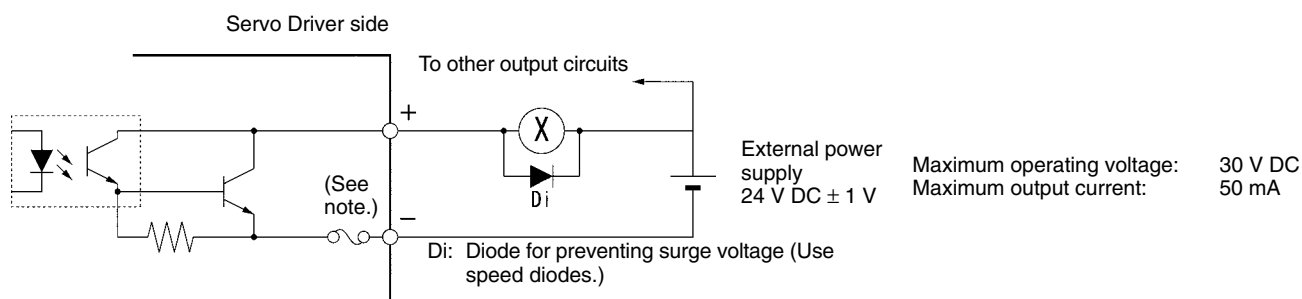 Servo Driver side
To other output circuits
+
X
Di
(See
note.)
−
External power
supply
24 V DC ± 1 V
Maximum operating voltage: 30 V DC
Maximum output current: 50 mA
Di: Diode for preventing surge voltage (Use
speed diodes.)